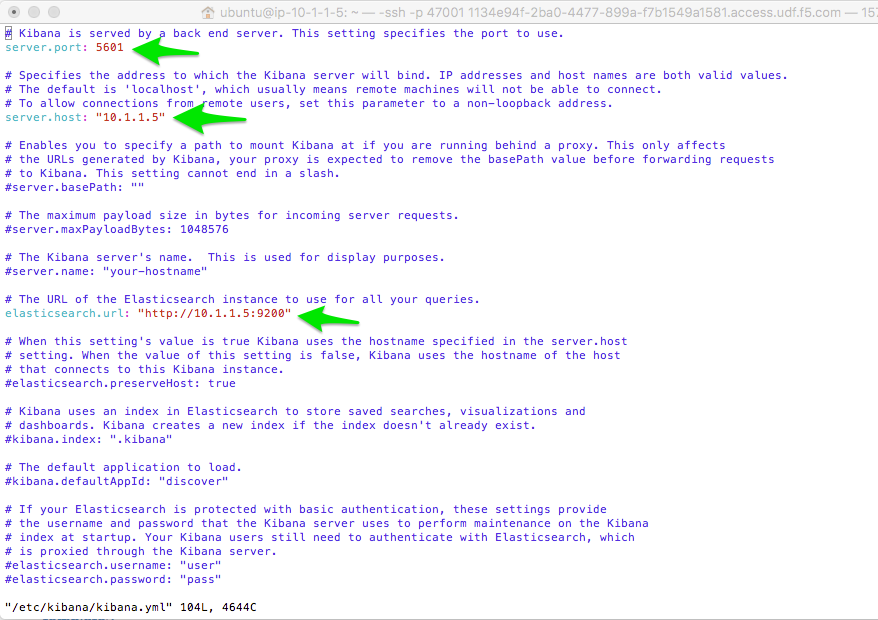 ubuntu@ip-10-1-1-5: ~ — -ssh -p 47001 1134e94f-2ba0-4477-899a-f7b1549a1581.access.udf.f5.com — 157
# Kibana is served by a back end server. This setting specifies the port to use.
server.port: 5601
# Specifies the address to which the Kibana server will bind. IP addresses and host names are both valid values.
# The default is 'localhost', which usually means remote machines will not be able to connect.
# To allow connections from remote users, set this parameter to a non-loopback address.
server.host: "10.1.1.5"
# Enables you to specify a path to mount Kibana at if you are running behind a proxy. This only affects
# the URLs generated by Kibana, your proxy is expected to remove the basePath value before forwarding requests
# to Kibana. This setting cannot end in a slash.
#server.basePath: ""
# The maximum payload size in bytes for incoming server requests.
#server.maxPayloadBytes: 1048576
# The Kibana server's name.  This is used for display purposes.
#server.name: "your-hostname"
# The URL of the Elasticsearch instance to use for all your queries.
elasticsearch.url: "http://10.1.1.5:9200"
# When this setting's value is true Kibana uses the hostname specified in the server.host
# setting. When the value of this setting is false, Kibana uses the hostname of the host
# that connects to this Kibana instance.
#elasticsearch.preserveHost: true
# Kibana uses an index in Elasticsearch to store saved searches, visualizations and
# dashboards. Kibana creates a new index if the index doesn't already exist.
#kibana.index: ".kibana"
# The default application to load.
#kibana.defaultAppId: "discover"
# If your Elasticsearch is protected with basic authentication, these settings provide
# the username and password that the Kibana server uses to perform maintenance on the Kibana
# index at startup. Your Kibana users still need to authenticate with Elasticsearch, which
# is proxied through the Kibana server.
#elasticsearch.username: "user"
#elasticsearch.password: "pass"
"/etc/kibana/kibana.yml" 104L, 4644C